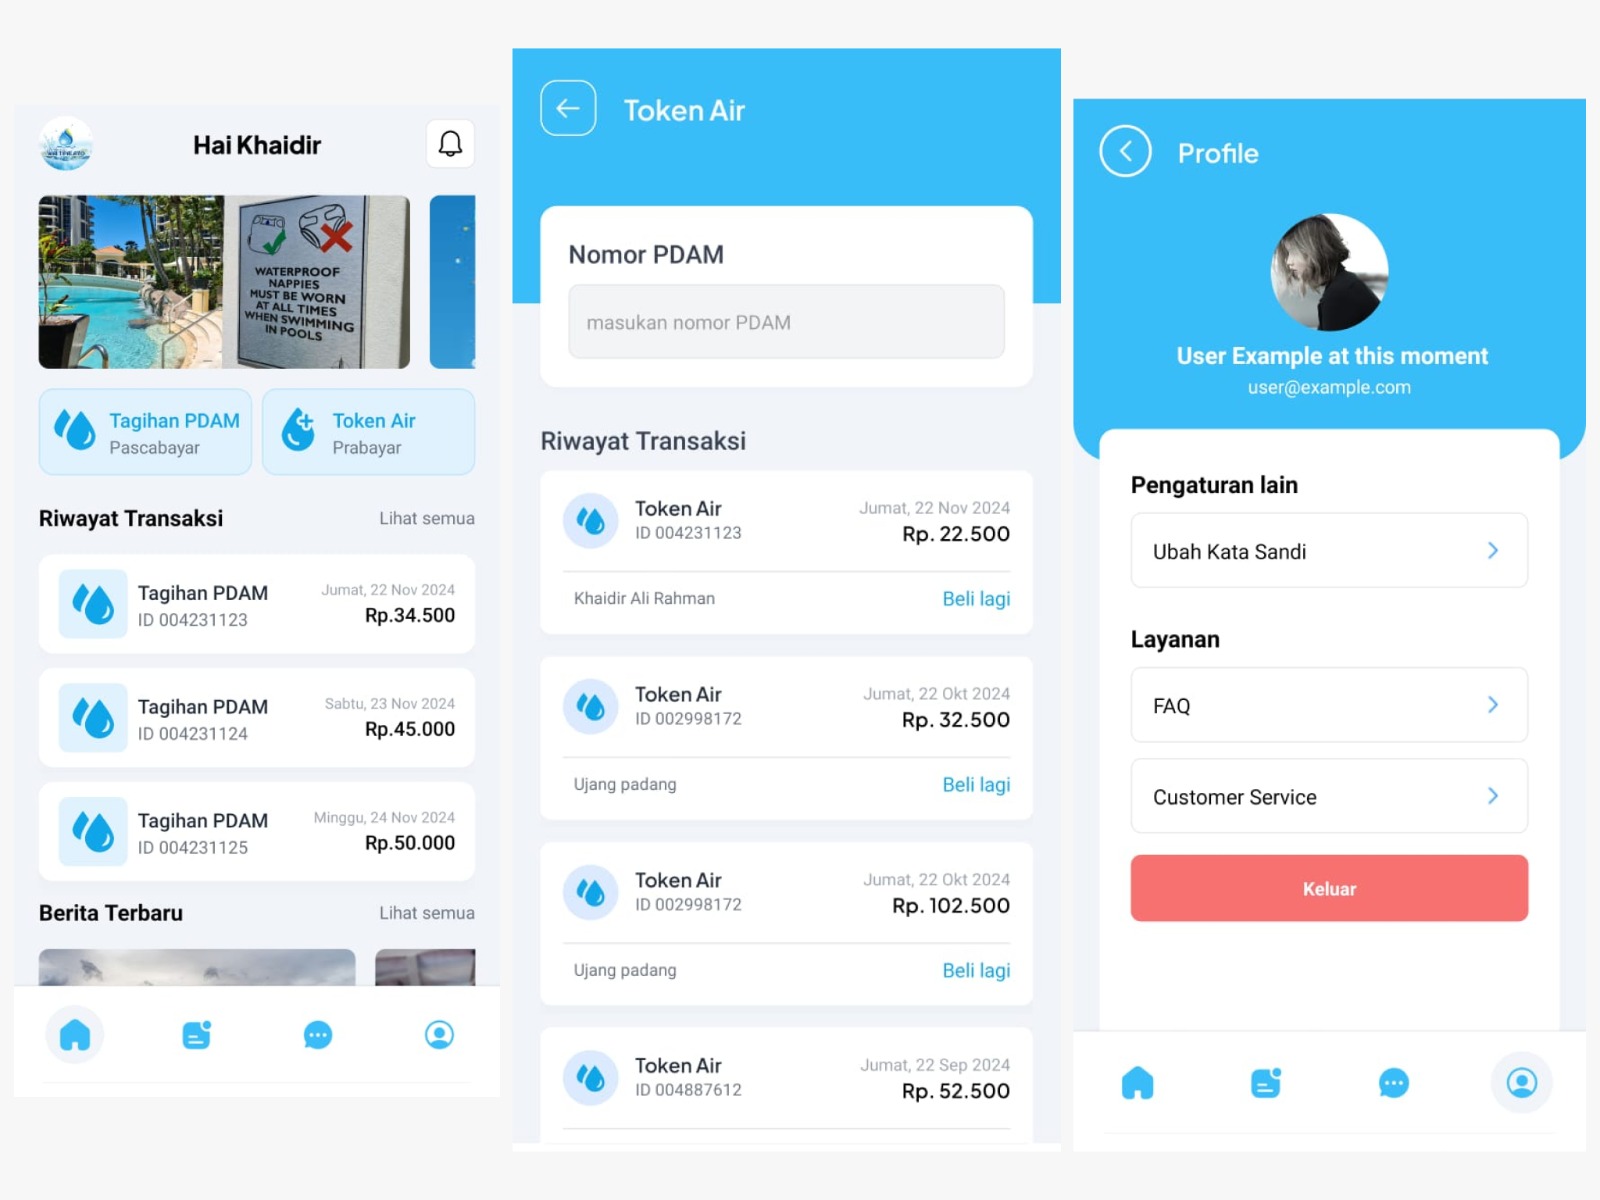 Hai Khaidir
WATERPROOF
NAPPIES
MUST BE WORN
AT ALL TIMES
WHEN SWIMMING
IN POOLS
Tagihan PDAM
Pascabayar
Token Air
Prabayar
Riwayat Transaksi
Lihat semua
Tagihan PDAM
Jumat, 22 Nov 2024
ID 004231123
Rp.34.500
Tagihan PDAM
Sabtu, 23 Nov 2024
ID 004231124
Rp.45.000
Tagihan PDAM
Minggu, 24 Nov 2024
ID 004231125
Rp.50.000
Berita Terbaru
Lihat semua
Token Air
Nomor PDAM
masukan nomor PDAM
Riwayat Transaksi
Token Air
Jumat, 22 Nov 2024
ID 004231123
Rp. 22.500
Khaidir Ali Rahman
Beli lagi
Token Air
Jumat, 22 Okt 2024
ID 002998172
Rp. 32.500
Ujang padang
Beli lagi
Token Air
Jumat, 22 Okt 2024
ID 002998172
Rp. 102.500
Ujang padang
Beli lagi
Token Air
Jumat, 22 Sep 2024
ID 004887612
Rp. 52.500
Profile
User Example at this moment
user@example.com
Pengaturan lain
Ubah Kata Sandi
Layanan
FAQ
Customer Service
Keluar